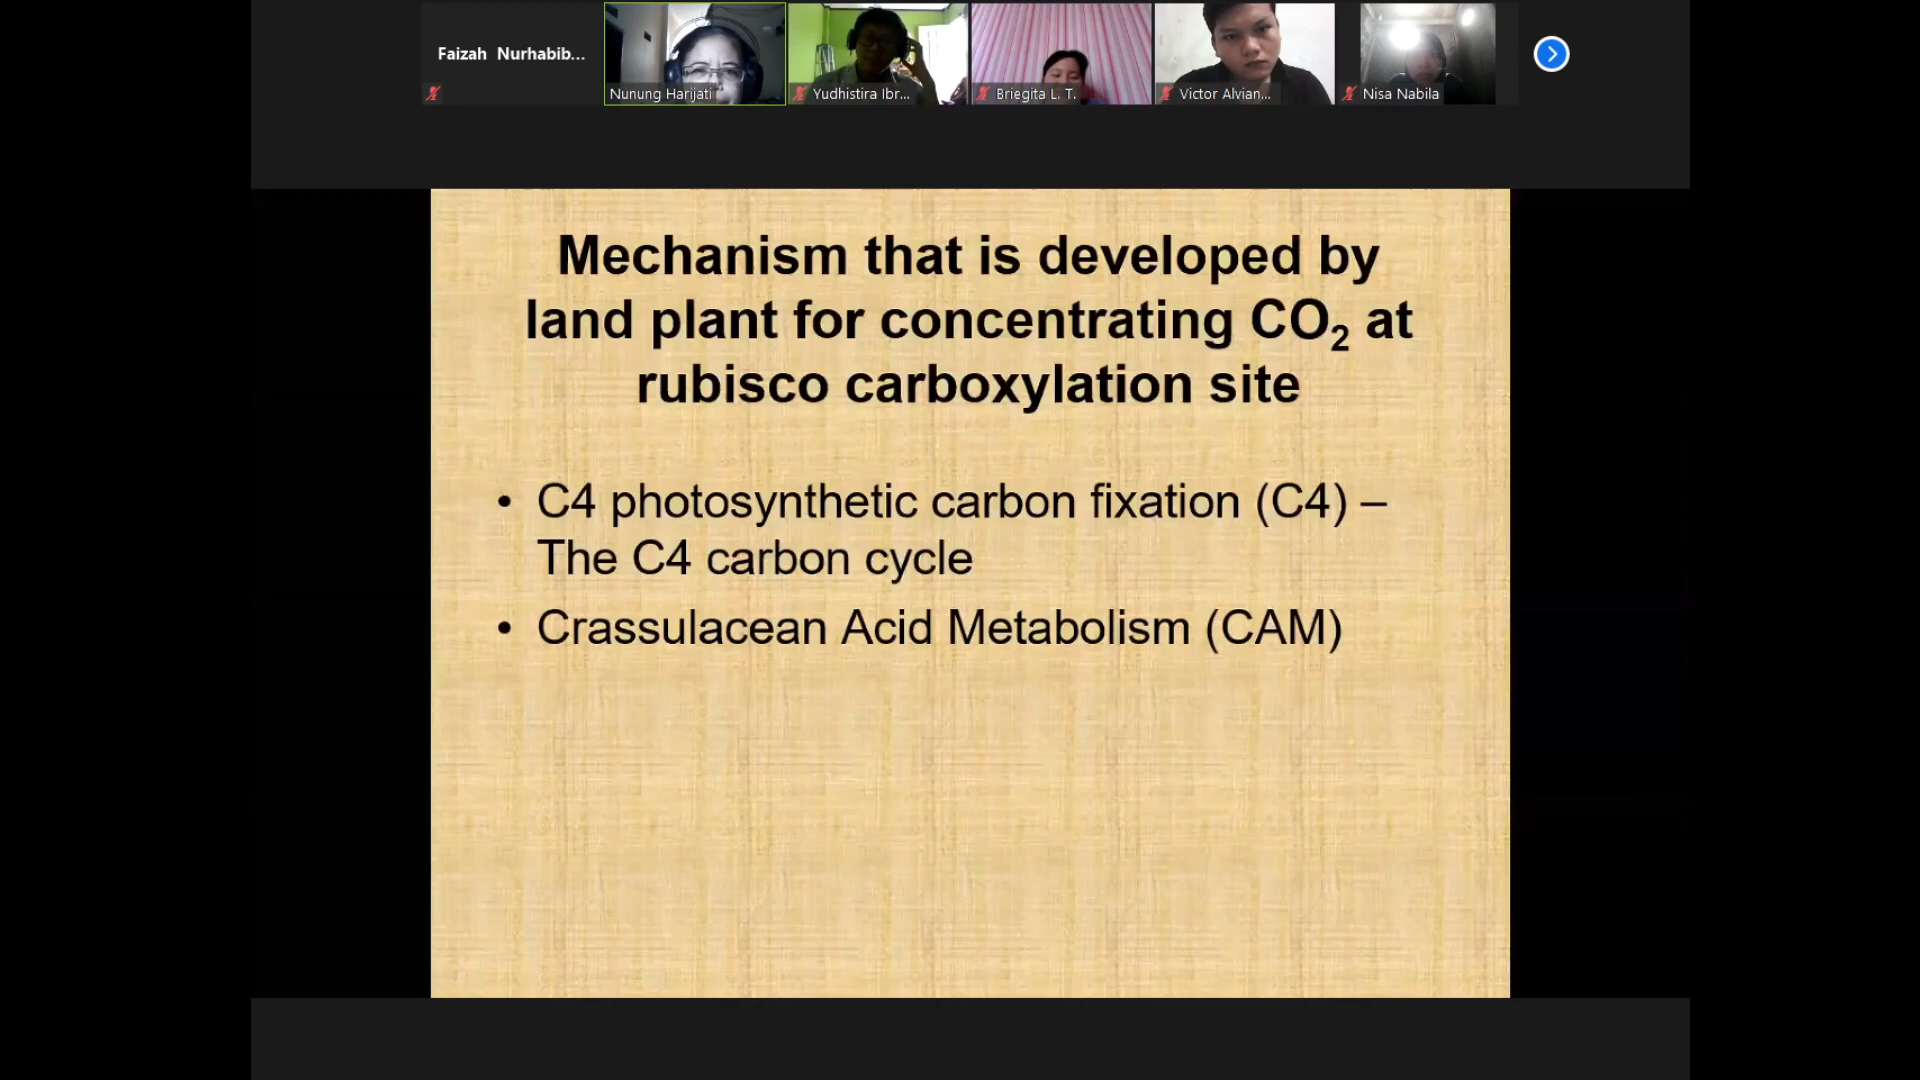 Faizah Nurhabib...
Nunung Harijati
Yudhistira Ibr...
Briegita L. T.
Victor Alvian...
Nisa Nabila
Mechanism that is developed by
land plant for concentrating CO₂ at
rubisco carboxylation site
• C4 photosynthetic carbon fixation (C4) –
The C4 carbon cycle
• Crassulacean Acid Metabolism (CAM)